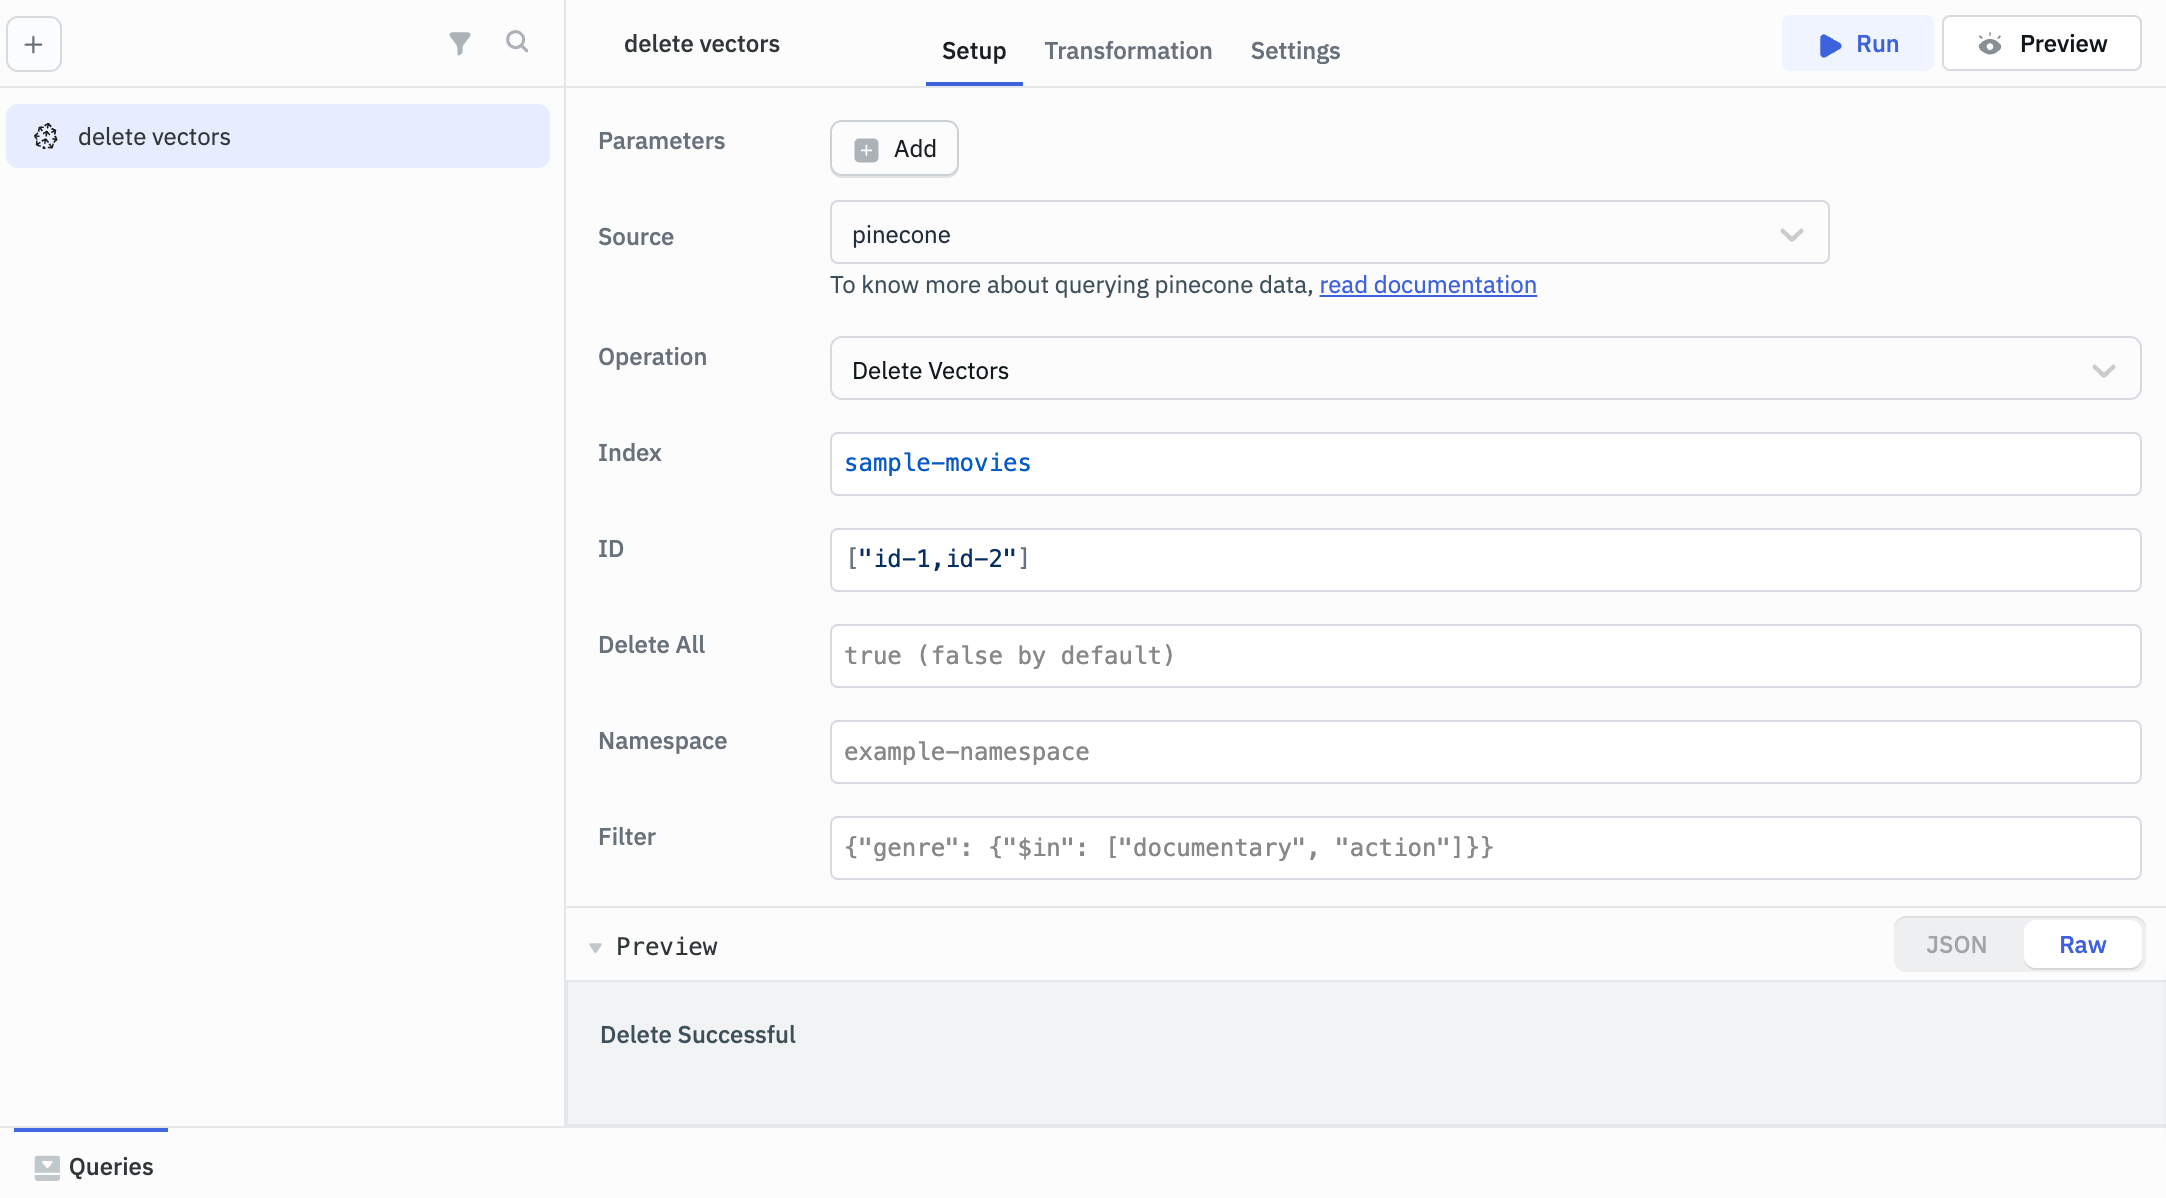 delete vectors
delete vectors
Setup
Transformation
Settings
Run
Preview
Parameters
Add
Source
pinecone
To know more about querying pinecone data, read documentation
Operation
Delete Vectors
Index
sample-movies
ID
["id-1,id-2"]
Delete All
true (false by default)
Namespace
example-namespace
Filter
{"genre": {"$in": ["documentary", "action"]}}
Preview
JSON
Raw
Delete Successful
Queries